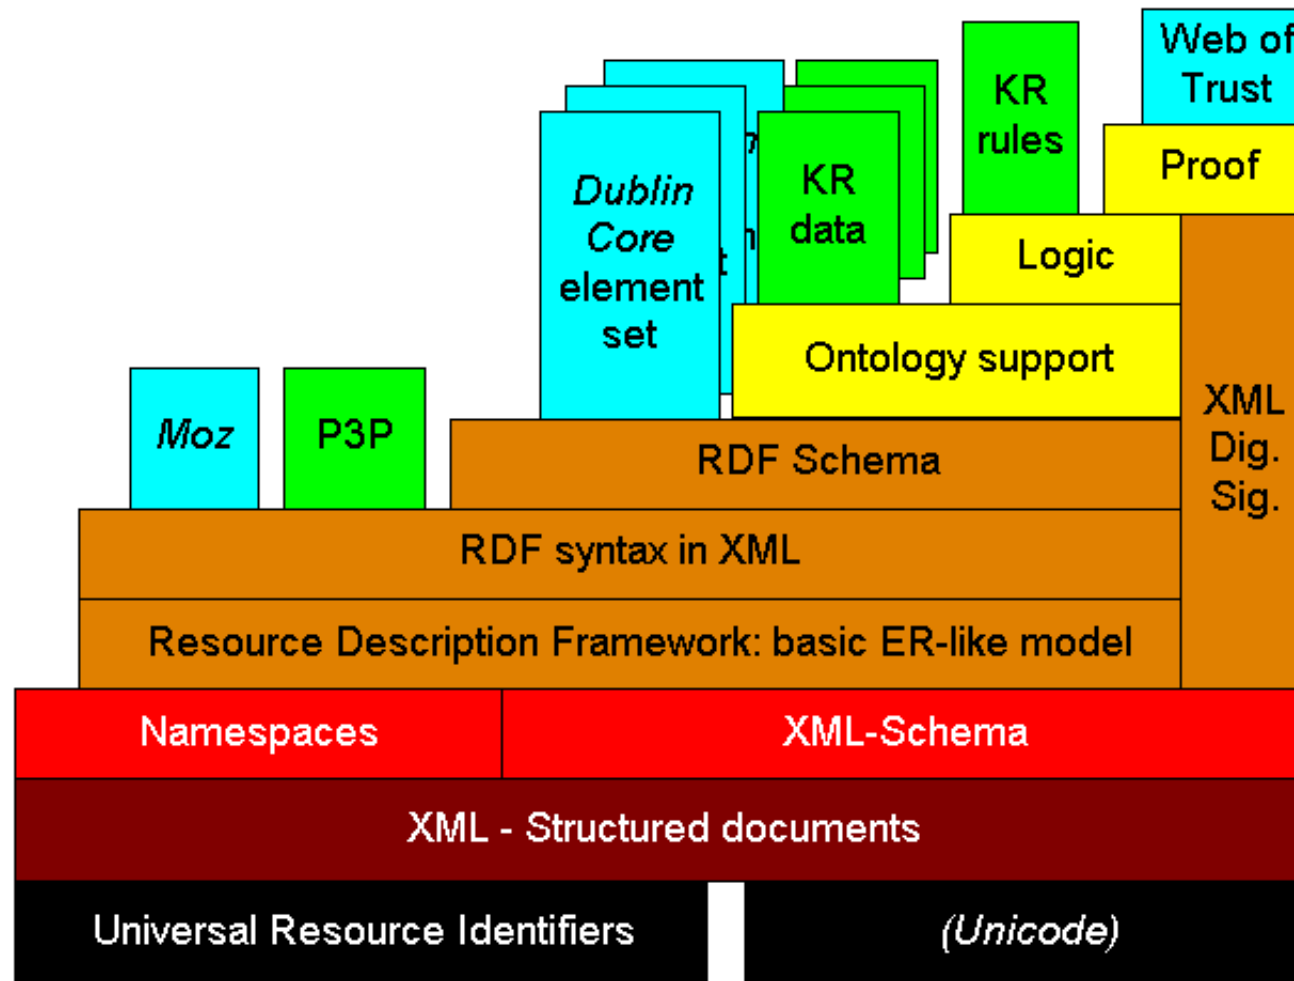 Web of
Trust
KR
rules
Proof
Dublin
Core
element
set
KR
data
Logic
Ontology support
Moz
P3P
XML
Dig.
Sig.
RDF Schema
RDF syntax in XML
Resource Description Framework: basic ER-like model
Namespaces
XML-Schema
XML - Structured documents
Universal Resource Identifiers
(Unicode)